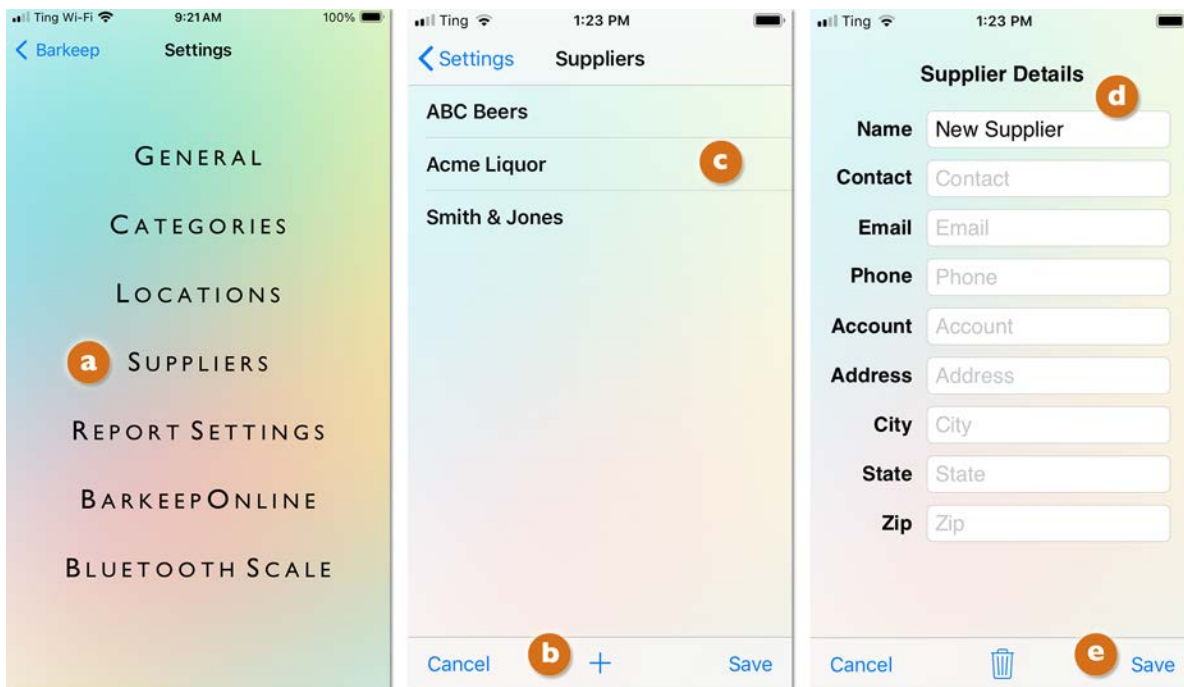 Ting Wi-Fi 9:21 AM 100%
Barkeep Settings
GENERAL
CATEGORIES
LOCATIONS
a SUPPLIERS
REPORT SETTINGS
BARKEEPONLINE
BLUETOOTH SCALE
Ting 1:23 PM
Settings Suppliers
ABC Beers
Acme Liquor c
Smith & Jones
Cancel b + Save
Ting 1:23 PM
Supplier Details
d
Name New Supplier
Contact Contact
Email Email
Phone Phone
Account Account
Address Address
City City
State State
Zip Zip
Cancel e Save